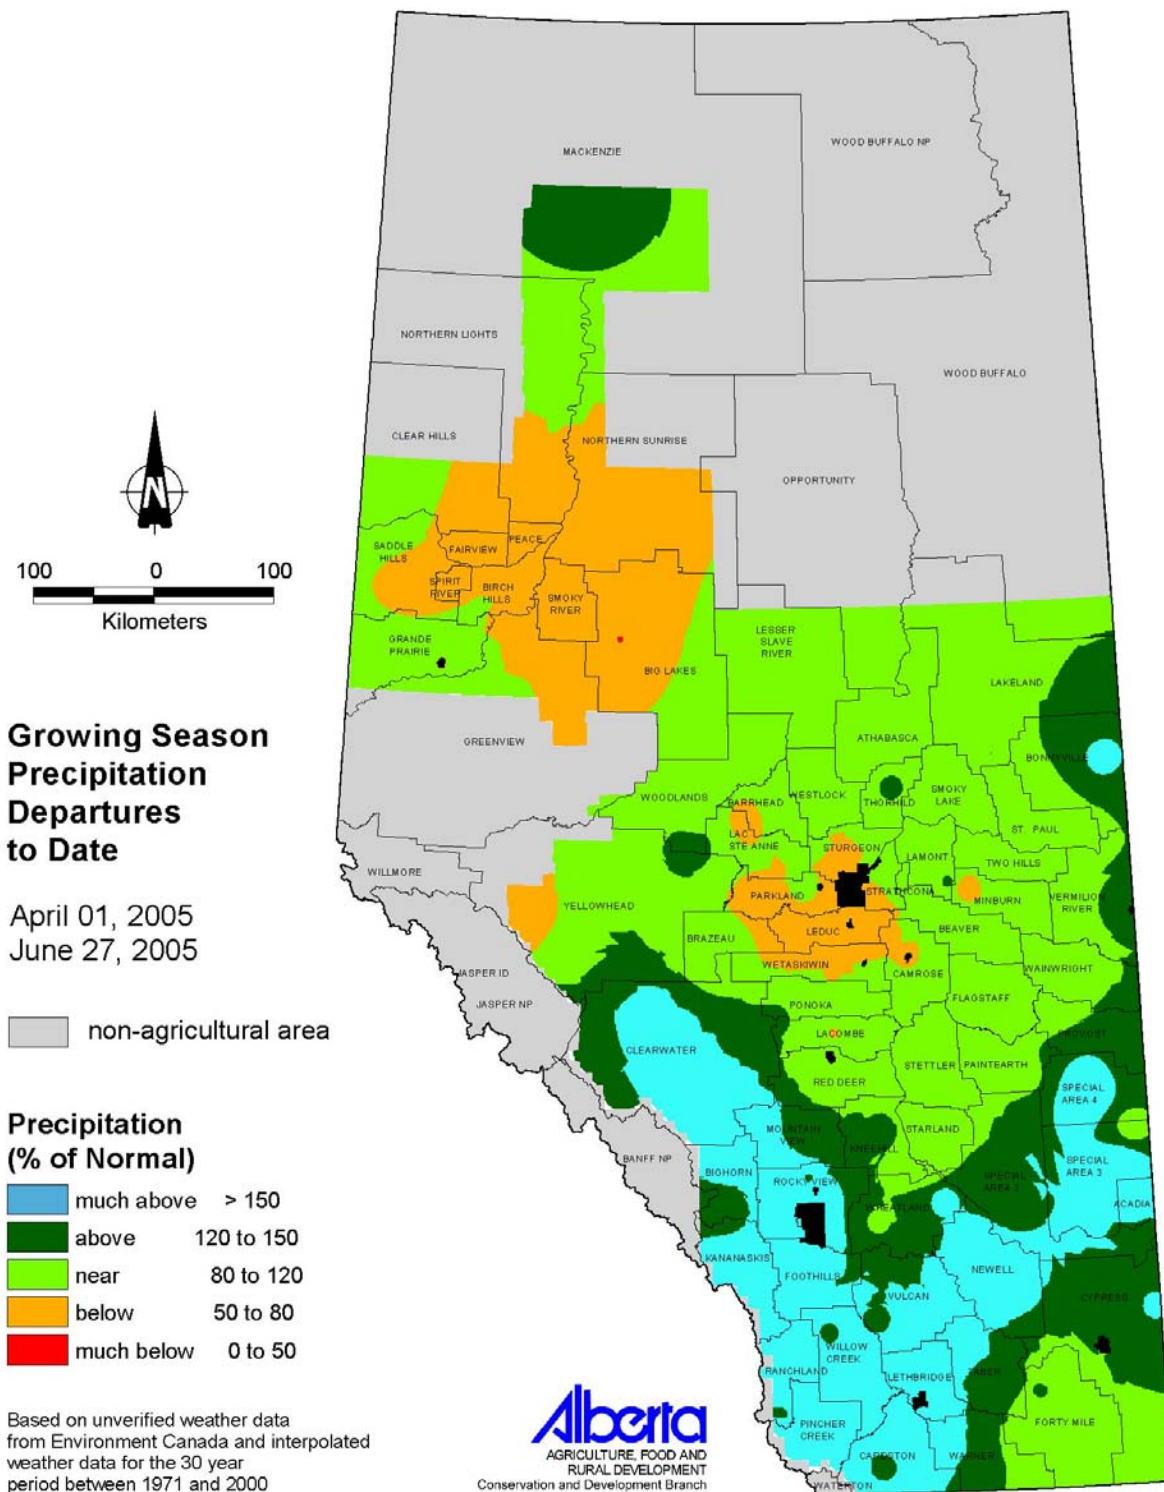 MACKENZIE
WOOD BUFFALO NP
NORTHERN LIGHTS
WOOD BUFFALO
CLEAR HILLS
NORTHERN SUNRISE
OPPORTUNITY
N
SADDLE
HILLS
FAIRVIEW
PEACE
SPIRIT
RIVER
BIRCH
HILLS
SMOKY
RIVER
100 0 100
Kilometers
GRANDE
PRAIRIE
BIG LAKES
LESSER
SLAVE
RIVER
LAKELAND
Growing Season
Precipitation
Departures
to Date
GREENVIEW
ATHABASCA
BONNYVILLE
WOODLANDS
BARRHEAD
WESTLOCK
THORHILD
SMOKY
LAKE
ST. PAUL
LAC
STE ANNE
STURGEON
LAMONT
TWO HILLS
WILLMORE
PARKLAND
STRATHCONA
MINBURN
VERMILION
RIVER
YELLOWHEAD
April 01, 2005
June 27, 2005
BRAZEAU
LEDUC
BEAVER
WETASKIWIN
CAMROSE
WAINWRIGHT
JASPER ID
JASPER NP
PONOKA
FLAGSTAFF
non-agricultural area
LACOMBE
PROVOST
CLEARWATER
RED DEER
STETTLER
PAINTEARTH
SPECIAL
AREA 4
Precipitation
(% of Normal)
MOUNTAIN
VIEW
KNEEHILL
STARLAND
BANFF NP
BIGHORN
SPECIAL
AREA 2
SPECIAL
AREA 3
much above > 150
ROCKY VIEW
WHEATLAND
ACADIA
above 120 to 150
KANANASKIS
near 80 to 120
FOOTHILLS
NEWELL
VULCAN
CYPRESS
below 50 to 80
WILLOW
CREEK
much below 0 to 50
RANCHLAND
LETHBRIDGE
TABER
PINCHER
CREEK
FORTY MILE
CARDSTON
WARNER
WATERTON
Based on unverified weather data
from Environment Canada and interpolated
weather data for the 30 year
period between 1971 and 2000
Alberta
AGRICULTURE, FOOD AND
RURAL DEVELOPMENT
Conservation and Development Branch